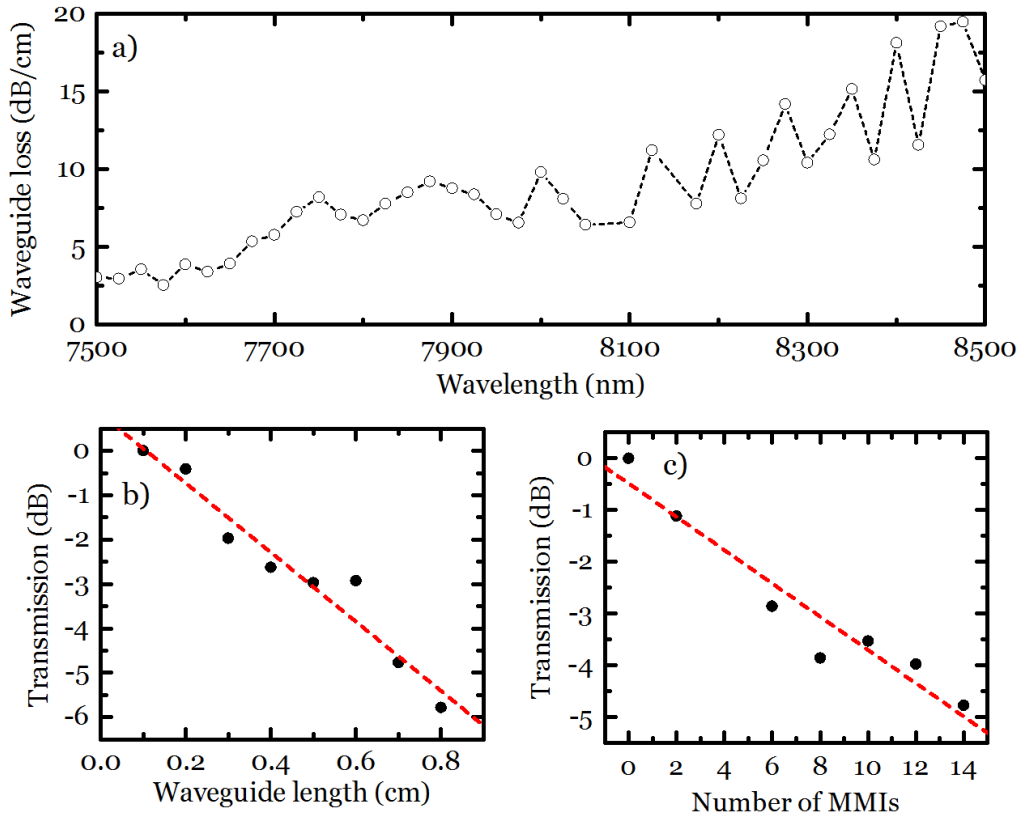 a)
Waveguide loss (dB/cm)
20
15
10
5
0
7500 7700 7900 8100 8300 8500
Wavelength (nm)
b)
Transmission (dB)
0
-1
-2
-3
-4
-5
-6
0.0 0.2 0.4 0.6 0.8
Waveguide length (cm)
c)
Transmission (dB)
0
-1
-2
-3
-4
-5
0 2 4 6 8 10 12 14
Number of MMIs